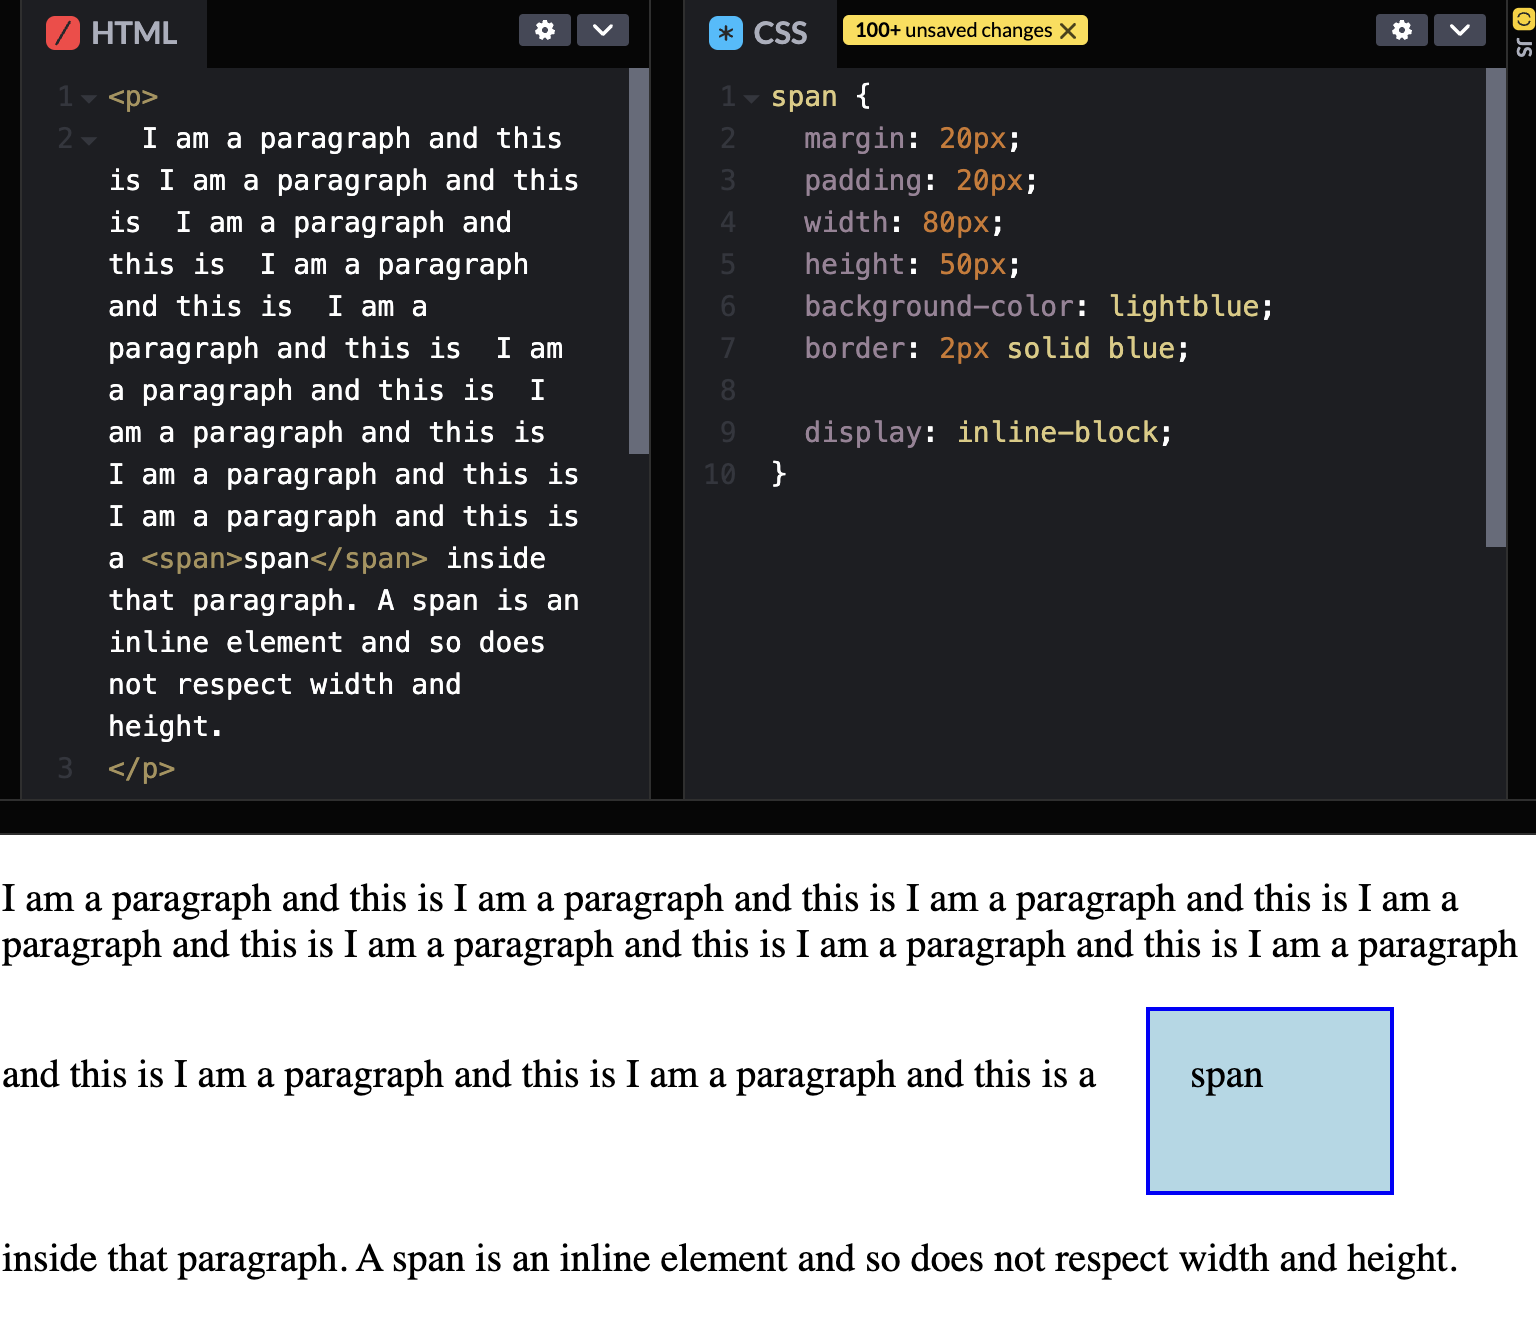 HTML
1 <p>
2 I am a paragraph and this
is I am a paragraph and this
is  I am a paragraph and
this is  I am a paragraph
and this is  I am a
paragraph and this is  I am
a paragraph and this is  I
am a paragraph and this is
I am a paragraph and this is
I am a paragraph and this is
a <span>span</span> inside
that paragraph. A span is an
inline element and so does
not respect width and
height.
3 </p>
CSS
100+ unsaved changes
1 span {
2 margin: 20px;
3 padding: 20px;
4 width: 80px;
5 height: 50px;
6 background-color: lightblue;
7 border: 2px solid blue;
8
9 display: inline-block;
10 }
JS
I am a paragraph and this is I am a paragraph and this is I am a paragraph and this is I am a
paragraph and this is I am a paragraph and this is I am a paragraph and this is I am a paragraph
and this is I am a paragraph and this is I am a paragraph and this is a span
inside that paragraph. A span is an inline element and so does not respect width and height.